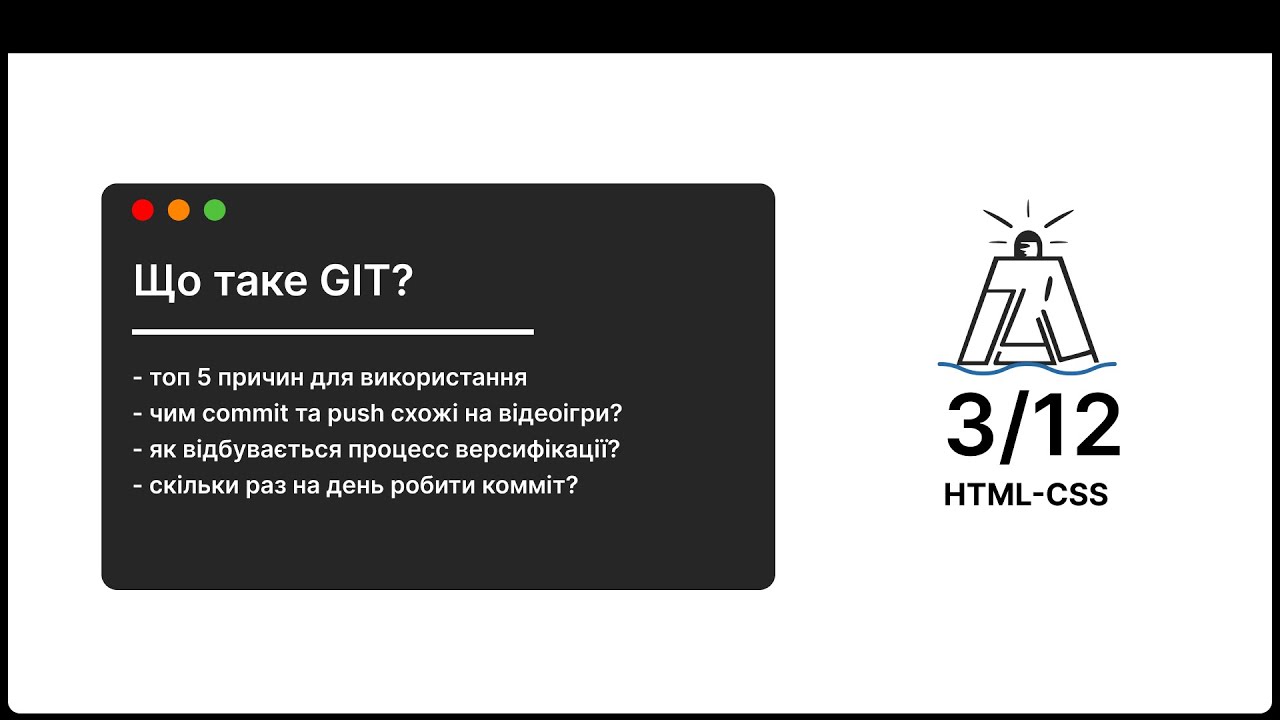 Що таке GIT?
- топ 5 причин для використання
- чим commit та push схожі на відеоігри?
- як відбувається процесс версифікації?
- скільки раз на день робити комміт?
3/12
HTML-CSS